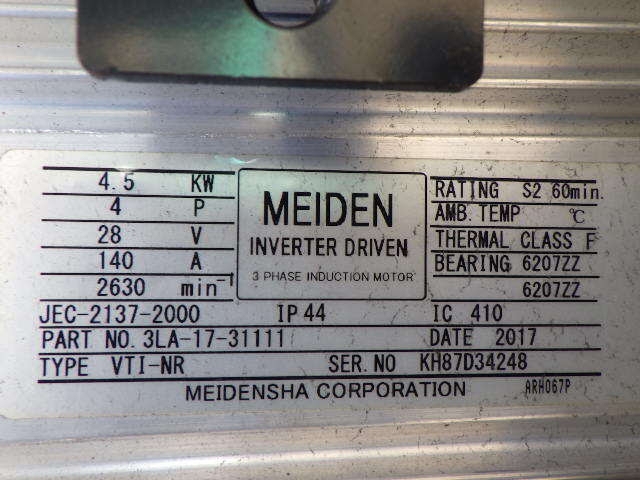 4.5 KW
4 P
28 V
140 A
2630 min⁻¹
MEIDEN
INVERTER DRIVEN
3 PHASE INDUCTION MOTOR
RATING S2 60min.
AMB. TEMP ℃
THERMAL CLASS F
BEARING 6207ZZ
6207ZZ
JEC-2137-2000 IP 44 IC 410
PART NO. 3LA-17-31111 DATE 2017
TYPE VTI-NR SER. NO KH87D34248
MEIDENSHA CORPORATION ARH067P